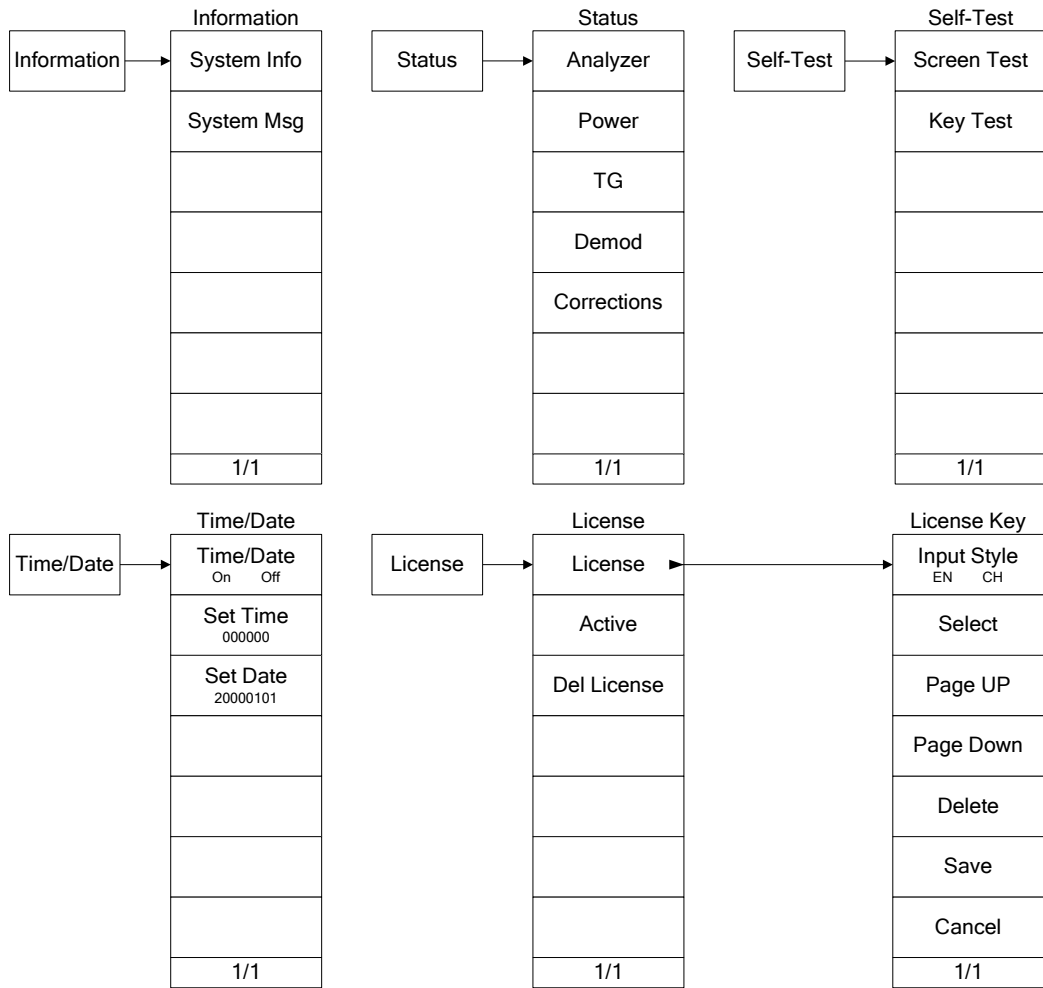 Information
Information
System Info
System Msg
1/1
Status
Status
Analyzer
Power
TG
Demod
Corrections
1/1
Self-Test
Self-Test
Screen Test
Key Test
1/1
Time/Date
Time/Date
Time/Date
On Off
Set Time
000000
Set Date
20000101
1/1
License
License
License
Active
Del License
1/1
License Key
Input Style
EN CH
Select
Page UP
Page Down
Delete
Save
Cancel
1/1